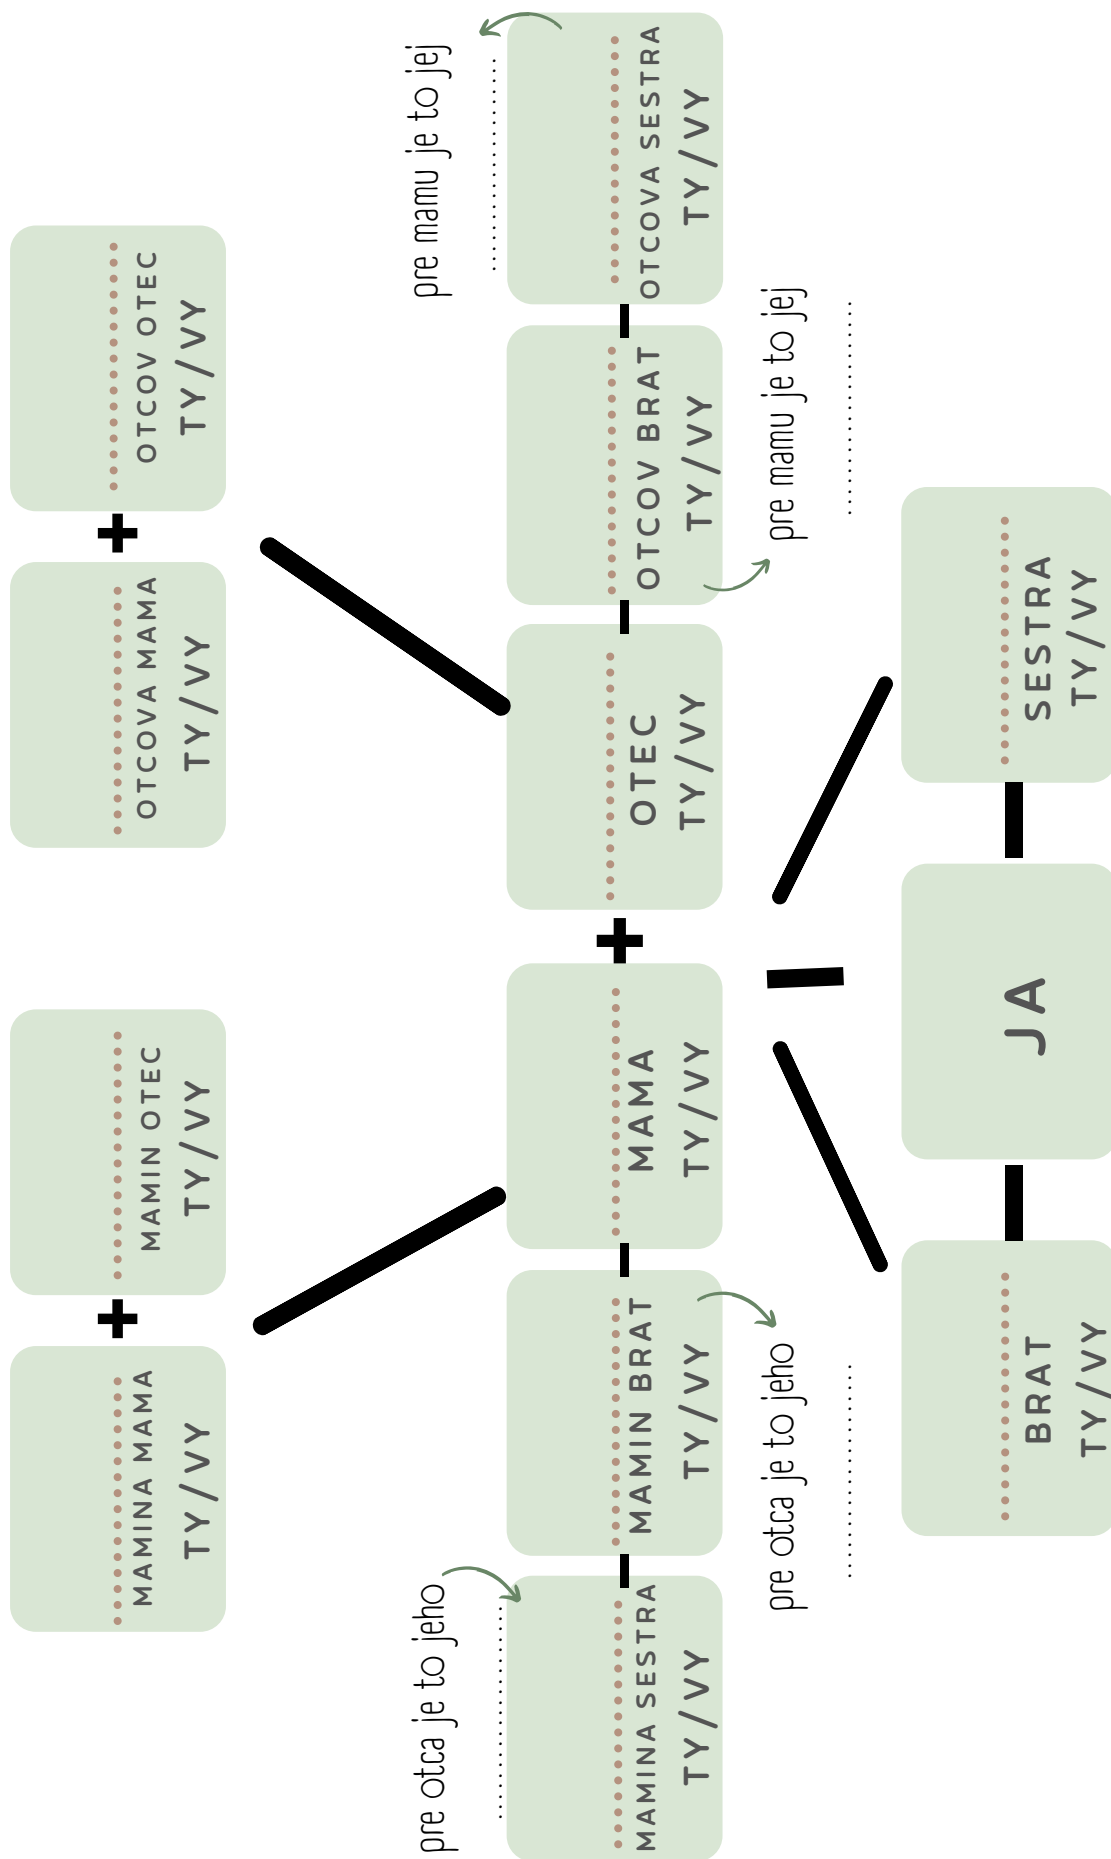 MAMINA MAMA
TY/VY
MAMIN OTEC
TY/VY
OTCOVA MAMA
TY/VY
OTCOV OTEC
TY/VY
pre otca je to jeho
pre mamu je to jej
MAMINA SESTRA
TY/VY
MAMIN BRAT
TY/VY
MAMA
TY/VY
OTEC
TY/VY
OTCOV BRAT
TY/VY
OTCOVA SESTRA
TY/VY
pre otca je to jeho
pre mamu je to jej
BRAT
TY/VY
JA
SESTRA
TY/VY